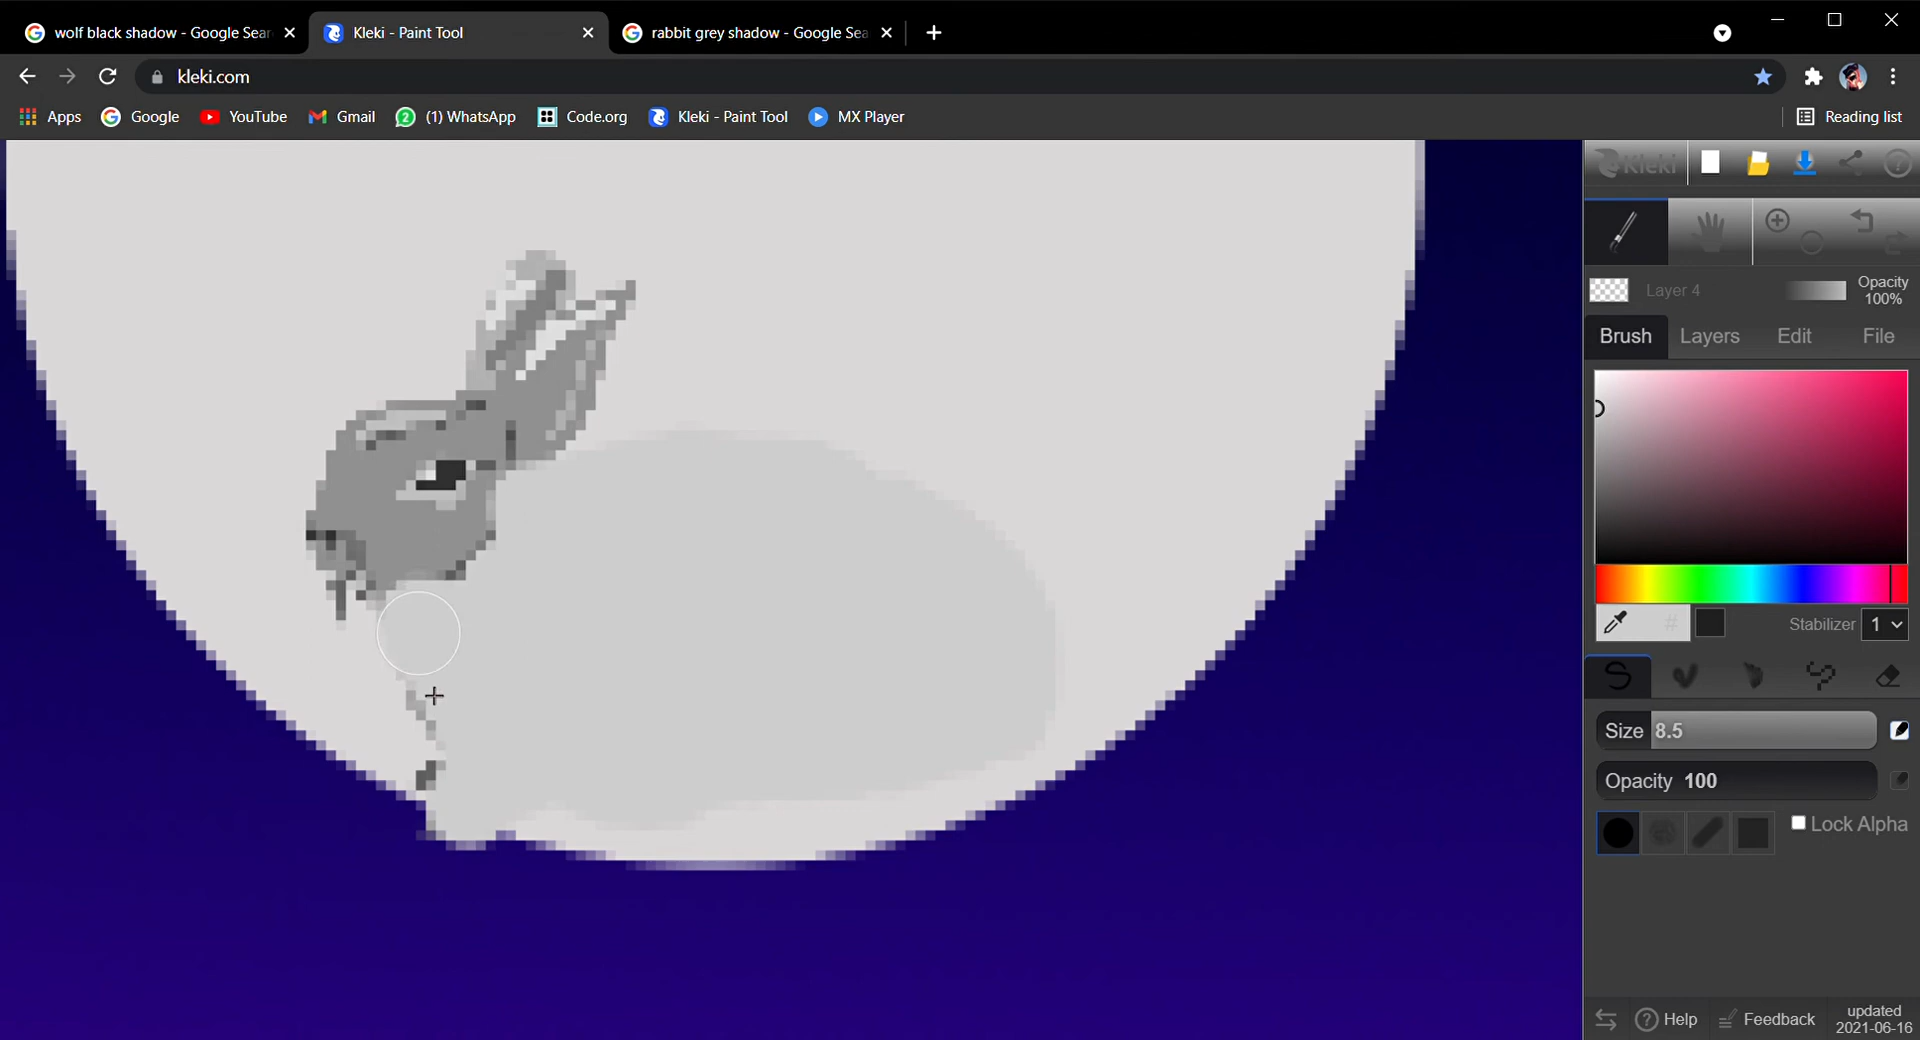 wolf black shadow - Google Sear
Kleki - Paint Tool
rabbit grey shadow - Google Sea
kleki.com
Apps
Google
YouTube
Gmail
(1) WhatsApp
Code.org
Kleki - Paint Tool
MX Player
Reading list
Kleki
Layer 4
Opacity
100%
Brush
Layers
Edit
File
#
Stabilizer 1
Size 8.5
Opacity 100
Lock Alpha
Help
Feedback
updated
2021-06-16